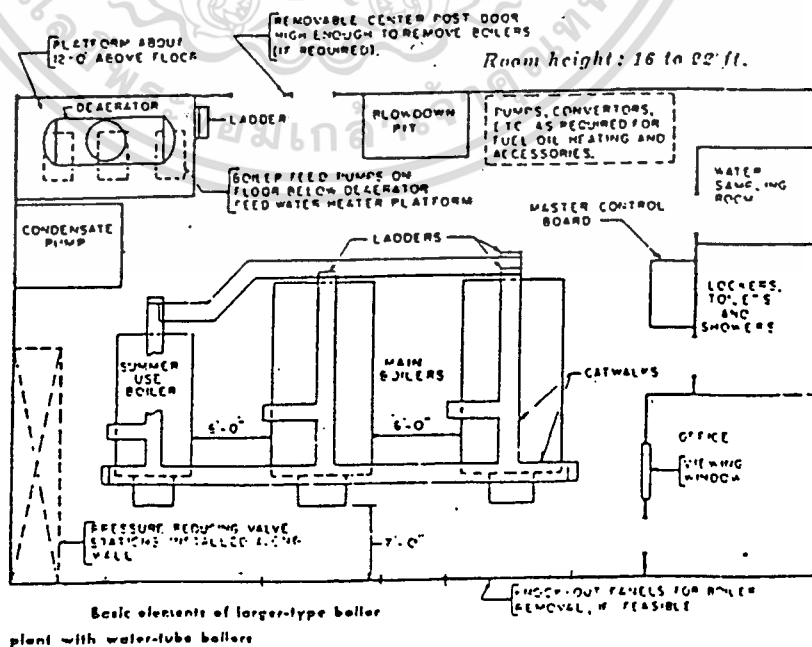 PLATFORM ABOUT
12'-0" ABOVE FLOOR
REMOVABLE CENTER POST DOOR
HIGH ENOUGH TO REMOVE BOILERS
(IF REQUIRED).
Room height: 16 to 22 ft.
DEAERATOR
LADDER
BLOWDOWN
PIT
PUMPS, CONVERTORS,
ETC. AS REQUIRED FOR
FUEL OIL HEATING AND
ACCESSORIES.
BOILER FEED PUMPS ON
FLOOR BELOW DEAERATOR
FEED WATER HEATER PLATFORM
WATER
SAMPLING
ROOM
CONDENSATE
PUMP
MASTER CONTROL
BOARD
LADDERS
LOCKERS,
TOILETS
AND
SHOWERS
SUMMER
USE
BOILER
MAIN
BOILERS
CATWALKS
6'-0"
6'-0"
OFFICE
VIEWING
WINDOW
PRESSURE REDUCING VALVE
STATIONS INSTALLED ALONG
WALL
7'-0"
KNOCK-OUT PANELS FOR BOILER
REMOVAL, IF FEASIBLE
Basic elements of larger-type boiler
plant with water-tube boilers